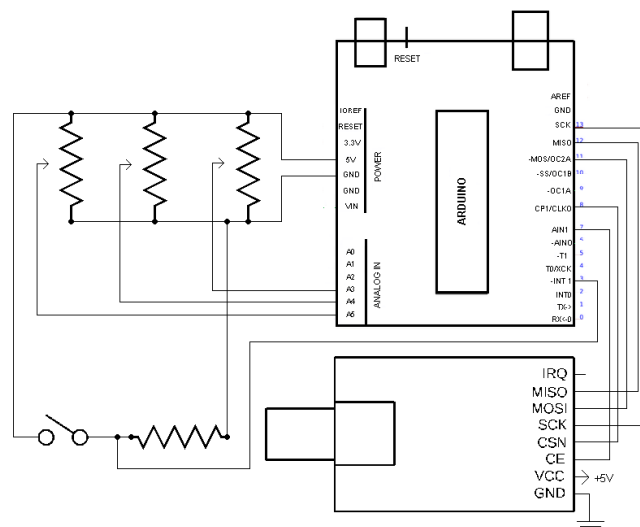 RESET
IOREF
RESET
3.3V
5V
GND
GND
VIN
POWER
A0
A1
A2
A3
A4
A5
ANALOG IN
ARDUINO
AREF
GND
SCK 13
MISO 12
-MOS/OC2A 11
-SS/OC1B 10
-OC1A 9
CP1/CLK0 8
AIN1 7
-AIN0 6
-T1 5
T0/XCK 4
-INT 1 3
INT0 2
TX-> 1
RX<-D 0
IRQ
MISO
MOSI
SCK
CSN
CE
VCC +5V
GND